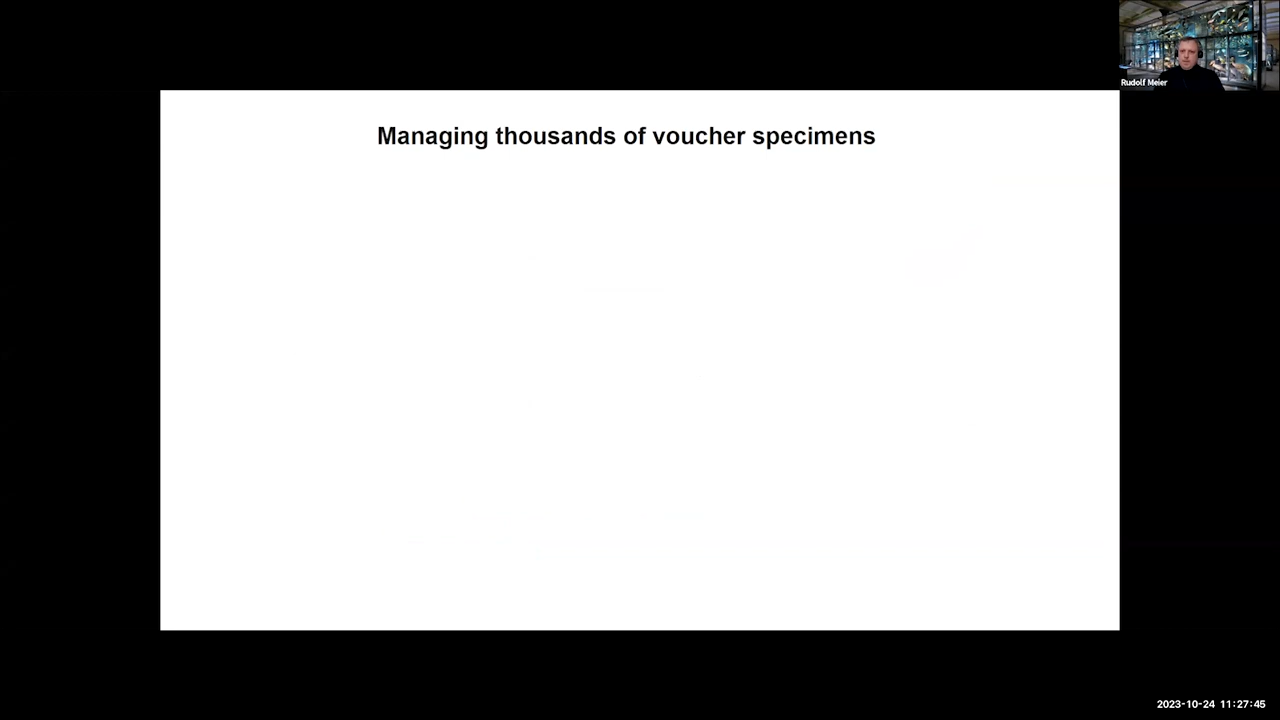 Rudolf Meier
Managing thousands of voucher specimens
2023-10-24 11:27:45